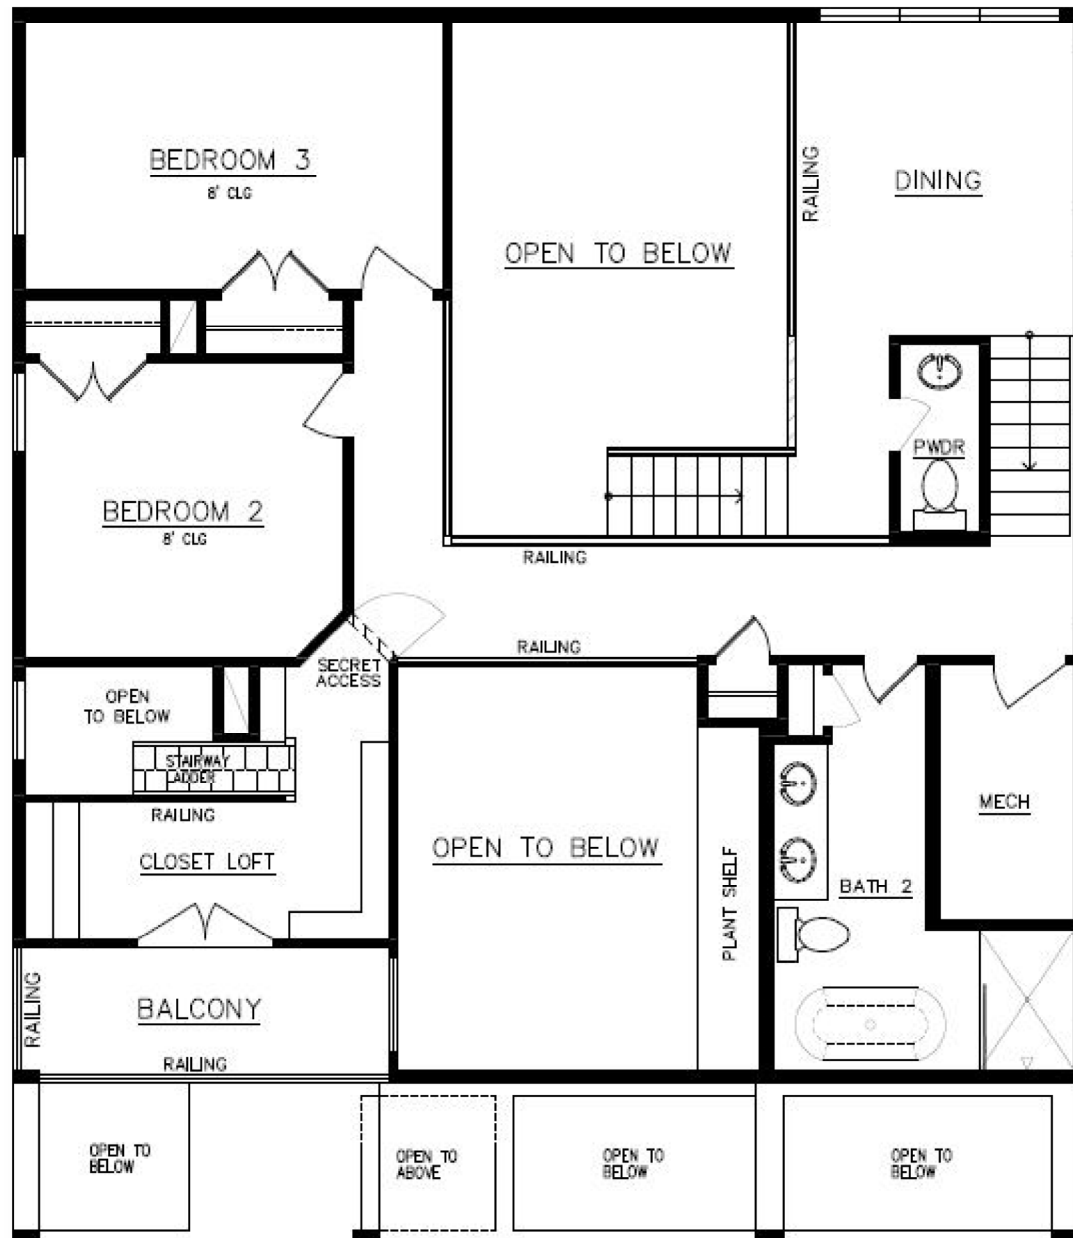 BEDROOM 3
8' CLG
RAILING
DINING
OPEN TO BELOW
PWDR
BEDROOM 2
8' CLG
RAILING
RAILING
SECRET
ACCESS
OPEN
TO BELOW
STAIRWAY
LADDER
RAILING
CLOSET LOFT
OPEN TO BELOW
PLANT SHELF
MECH
BATH 2
RAILING
BALCONY
RAILING
OPEN TO
BELOW
OPEN TO
ABOVE
OPEN TO
BELOW
OPEN TO
BELOW